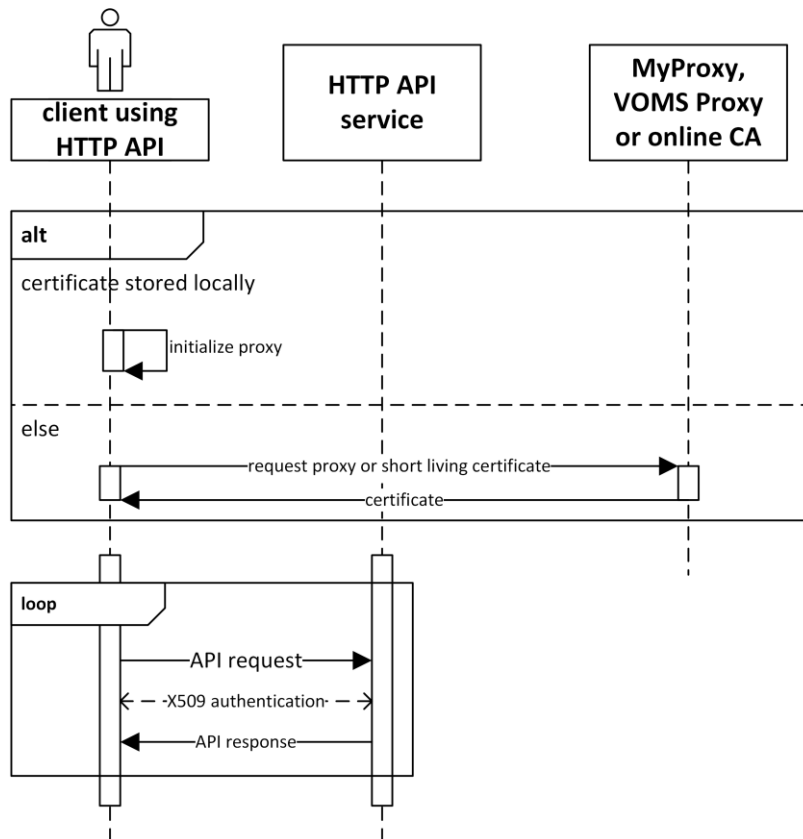 client using
HTTP API
HTTP API
service
MyProxy,
VOMS Proxy
or online CA
alt
certificate stored locally
initialize proxy
else
request proxy or short living certificate
certificate
loop
API request
X509 authentication
API response